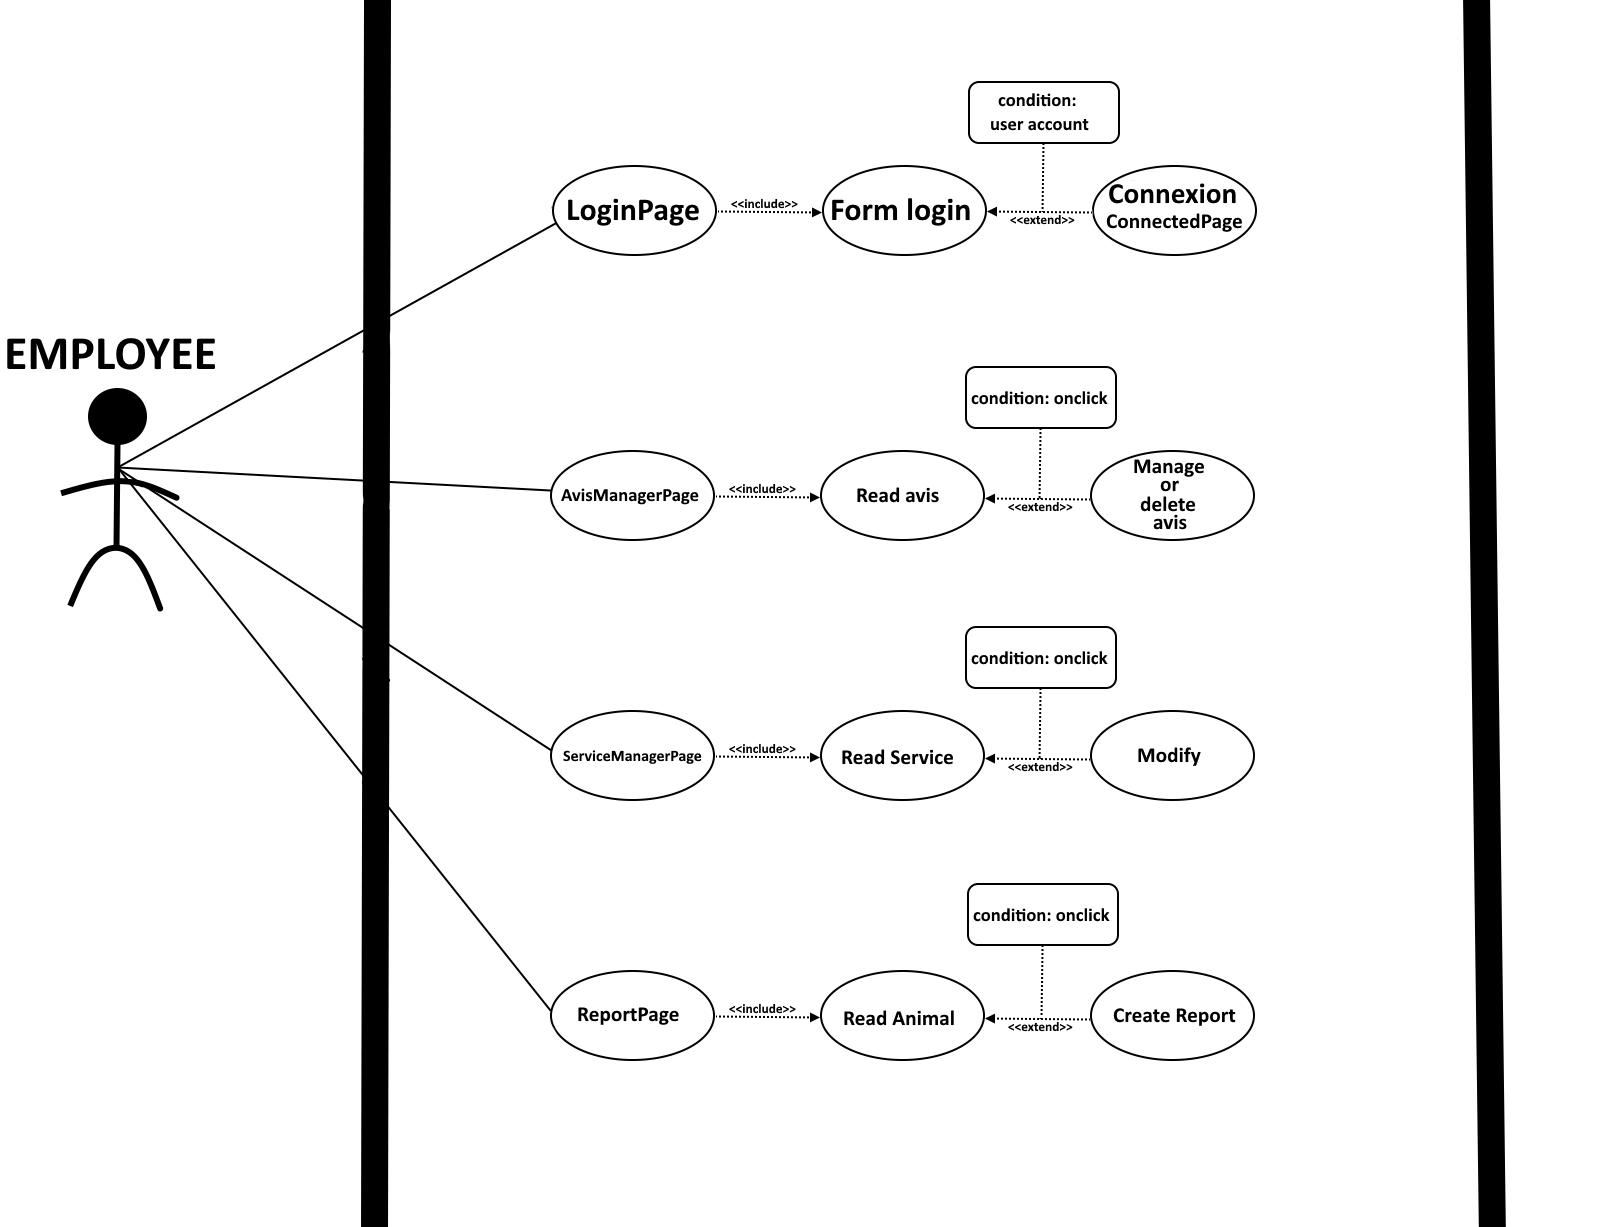 condition:
user account
LoginPage
<<include>>
Form login
<<extend>>
Connexion
ConnectedPage
EMPLOYEE
condition: onclick
AvisManagerPage
<<include>>
Read avis
<<extend>>
Manage
or
delete
avis
condition: onclick
ServiceManagerPage
<<include>>
Read Service
<<extend>>
Modify
condition: onclick
ReportPage
<<include>>
Read Animal
<<extend>>
Create Report